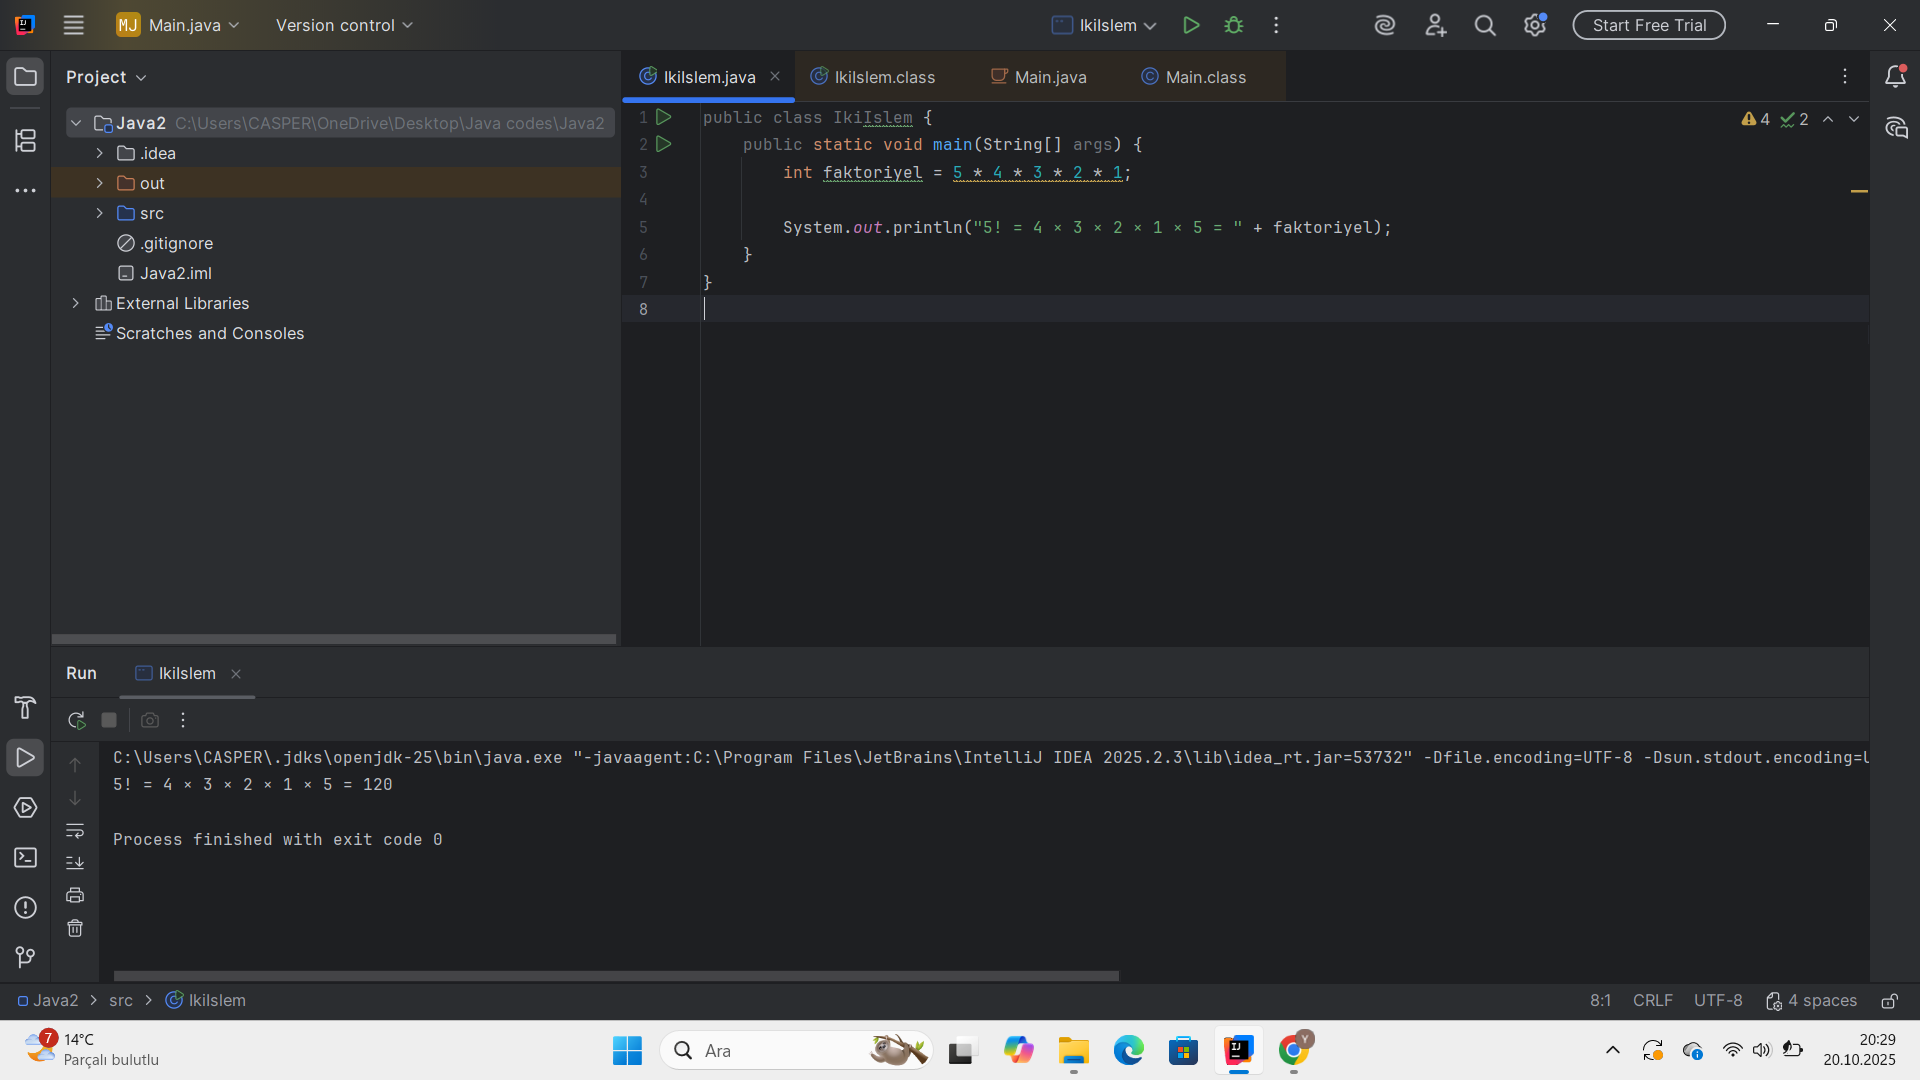 MJ Main.java Version control IkiIslem Start Free Trial
Project
Java2 C:\Users\CASPER\OneDrive\Desktop\Java codes\Java2
.idea
out
src
.gitignore
Java2.iml
External Libraries
Scratches and Consoles
IkiIslem.java IkiIslem.class Main.java Main.class
4 2
1 public class IkiIslem {
2 public static void main(String[] args) {
3 int faktoriyel = 5 * 4 * 3 * 2 * 1;
4
5 System.out.println("5! = 4 × 3 × 2 × 1 × 5 = " + faktoriyel);
6 }
7 }
8
Run IkiIslem
C:\Users\CASPER\.jdks\openjdk-25\bin\java.exe "-javaagent:C:\Program Files\JetBrains\IntelliJ IDEA 2025.2.3\lib\idea_rt.jar=53732" -Dfile.encoding=UTF-8 -Dsun.stdout.encoding=U
5! = 4 × 3 × 2 × 1 × 5 = 120
Process finished with exit code 0
Java2 src IkiIslem 8:1 CRLF UTF-8 4 spaces
7 14°C
Parçalı bulutlu
Ara
Y
20:29
20.10.2025